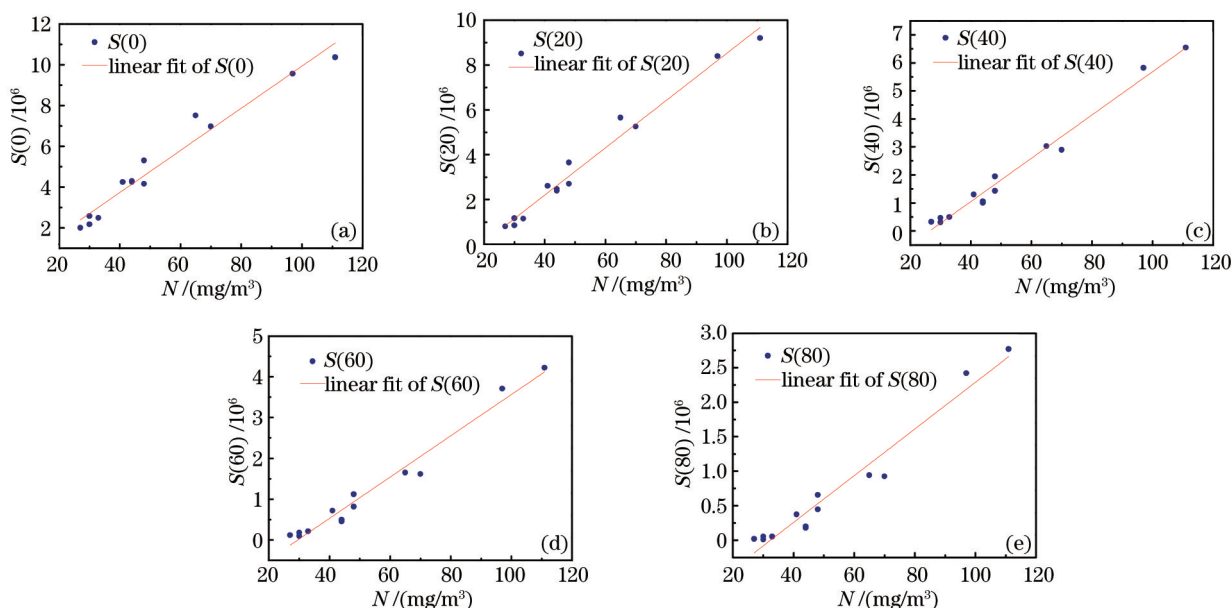 12
10
8
6
4
2
S(0) /10⁶
S(0)
linear fit of S(0)
(a)
20 40 60 80 100 120
N /(mg/m³)
10
8
6
4
2
0
S(20) /10⁶
S(20)
linear fit of S(20)
(b)
20 40 60 80 100 120
N /(mg/m³)
7
6
5
4
3
2
1
0
S(40) /10⁶
S(40)
linear fit of S(40)
(c)
20 40 60 80 100 120
N /(mg/m³)
5
4
3
2
1
0
S(60) /10⁶
S(60)
linear fit of S(60)
(d)
20 40 60 80 100 120
N /(mg/m³)
3.0
2.5
2.0
1.5
1.0
0.5
0
S(80) /10⁶
S(80)
linear fit of S(80)
(e)
20 40 60 80 100 120
N /(mg/m³)